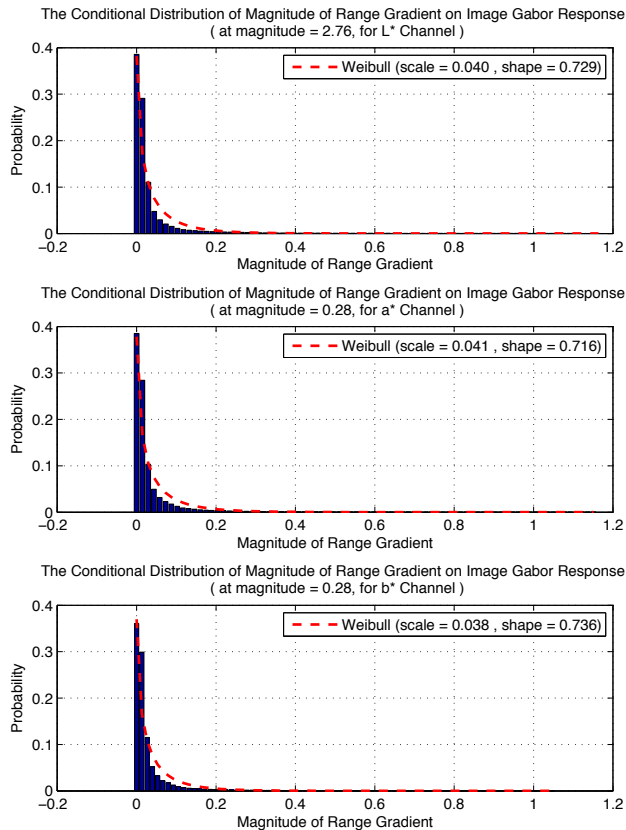 The Conditional Distribution of Magnitude of Range Gradient on Image Gabor Response
( at magnitude = 2.76, for L* Channel )
0.4
Weibull (scale = 0.040 , shape = 0.729)
0.3
Probability
0.2
0.1
0
−0.2 0 0.2 0.4 0.6 0.8 1 1.2
Magnitude of Range Gradient
The Conditional Distribution of Magnitude of Range Gradient on Image Gabor Response
( at magnitude = 0.28, for a* Channel )
0.4
Weibull (scale = 0.041 , shape = 0.716)
0.3
Probability
0.2
0.1
0
−0.2 0 0.2 0.4 0.6 0.8 1 1.2
Magnitude of Range Gradient
The Conditional Distribution of Magnitude of Range Gradient on Image Gabor Response
( at magnitude = 0.28, for b* Channel )
0.4
Weibull (scale = 0.038 , shape = 0.736)
0.3
Probability
0.2
0.1
0
−0.2 0 0.2 0.4 0.6 0.8 1 1.2
Magnitude of Range Gradient